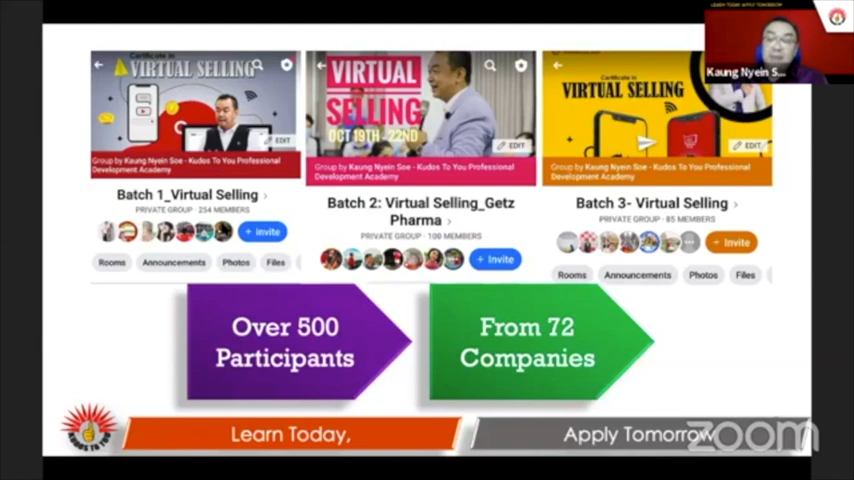 LEARN TODAY, APPLY TOMORROW
Kaung Nyein S...
Certificate in
VIRTUAL SELLING
EDIT
Group by Kaung Nyein Soe - Kudos To You Professional
Development Academy
Batch 1_Virtual Selling
PRIVATE GROUP · 254 MEMBERS
+ Invite
Rooms Announcements Photos Files
VIRTUAL
SELLING
OCT 19TH - 22ND
EDIT
Group by Kaung Nyein Soe - Kudos To You Professional
Development Academy
Batch 2: Virtual Selling_Getz
Pharma
PRIVATE GROUP · 100 MEMBERS
+ Invite
Certificate in
VIRTUAL SELLING
EDIT
Group by Kaung Nyein Soe - Kudos To You Professional
Development Academy
Batch 3- Virtual Selling
PRIVATE GROUP · 85 MEMBERS
+ Invite
Rooms Announcements Photos Files
Over 500
Participants
From 72
Companies
KUDOS TO YOU
Learn Today,
Apply Tomorrow
zoom